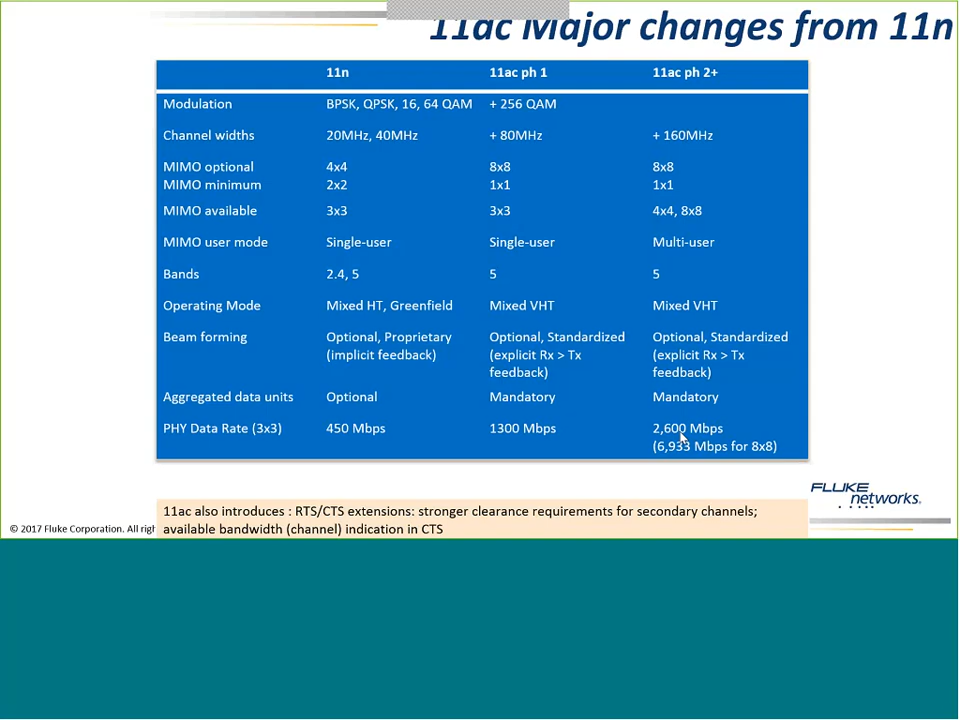 11ac Major changes from 11n
11n 11ac ph 1 11ac ph 2+
Modulation BPSK, QPSK, 16, 64 QAM + 256 QAM
Channel widths 20MHz, 40MHz + 80MHz + 160MHz
MIMO optional 4x4 8x8 8x8
MIMO minimum 2x2 1x1 1x1
MIMO available 3x3 3x3 4x4, 8x8
MIMO user mode Single-user Single-user Multi-user
Bands 2.4, 5 5 5
Operating Mode Mixed HT, Greenfield Mixed VHT Mixed VHT
Beam forming Optional, Proprietary Optional, Standardized Optional, Standardized
(implicit feedback) (explicit Rx > Tx (explicit Rx > Tx
feedback) feedback)
Aggregated data units Optional Mandatory Mandatory
PHY Data Rate (3x3) 450 Mbps 1300 Mbps 2,600 Mbps
(6,933 Mbps for 8x8)
FLUKE
networks.
11ac also introduces : RTS/CTS extensions: stronger clearance requirements for secondary channels;
available bandwidth (channel) indication in CTS
© 2017 Fluke Corporation. All righ